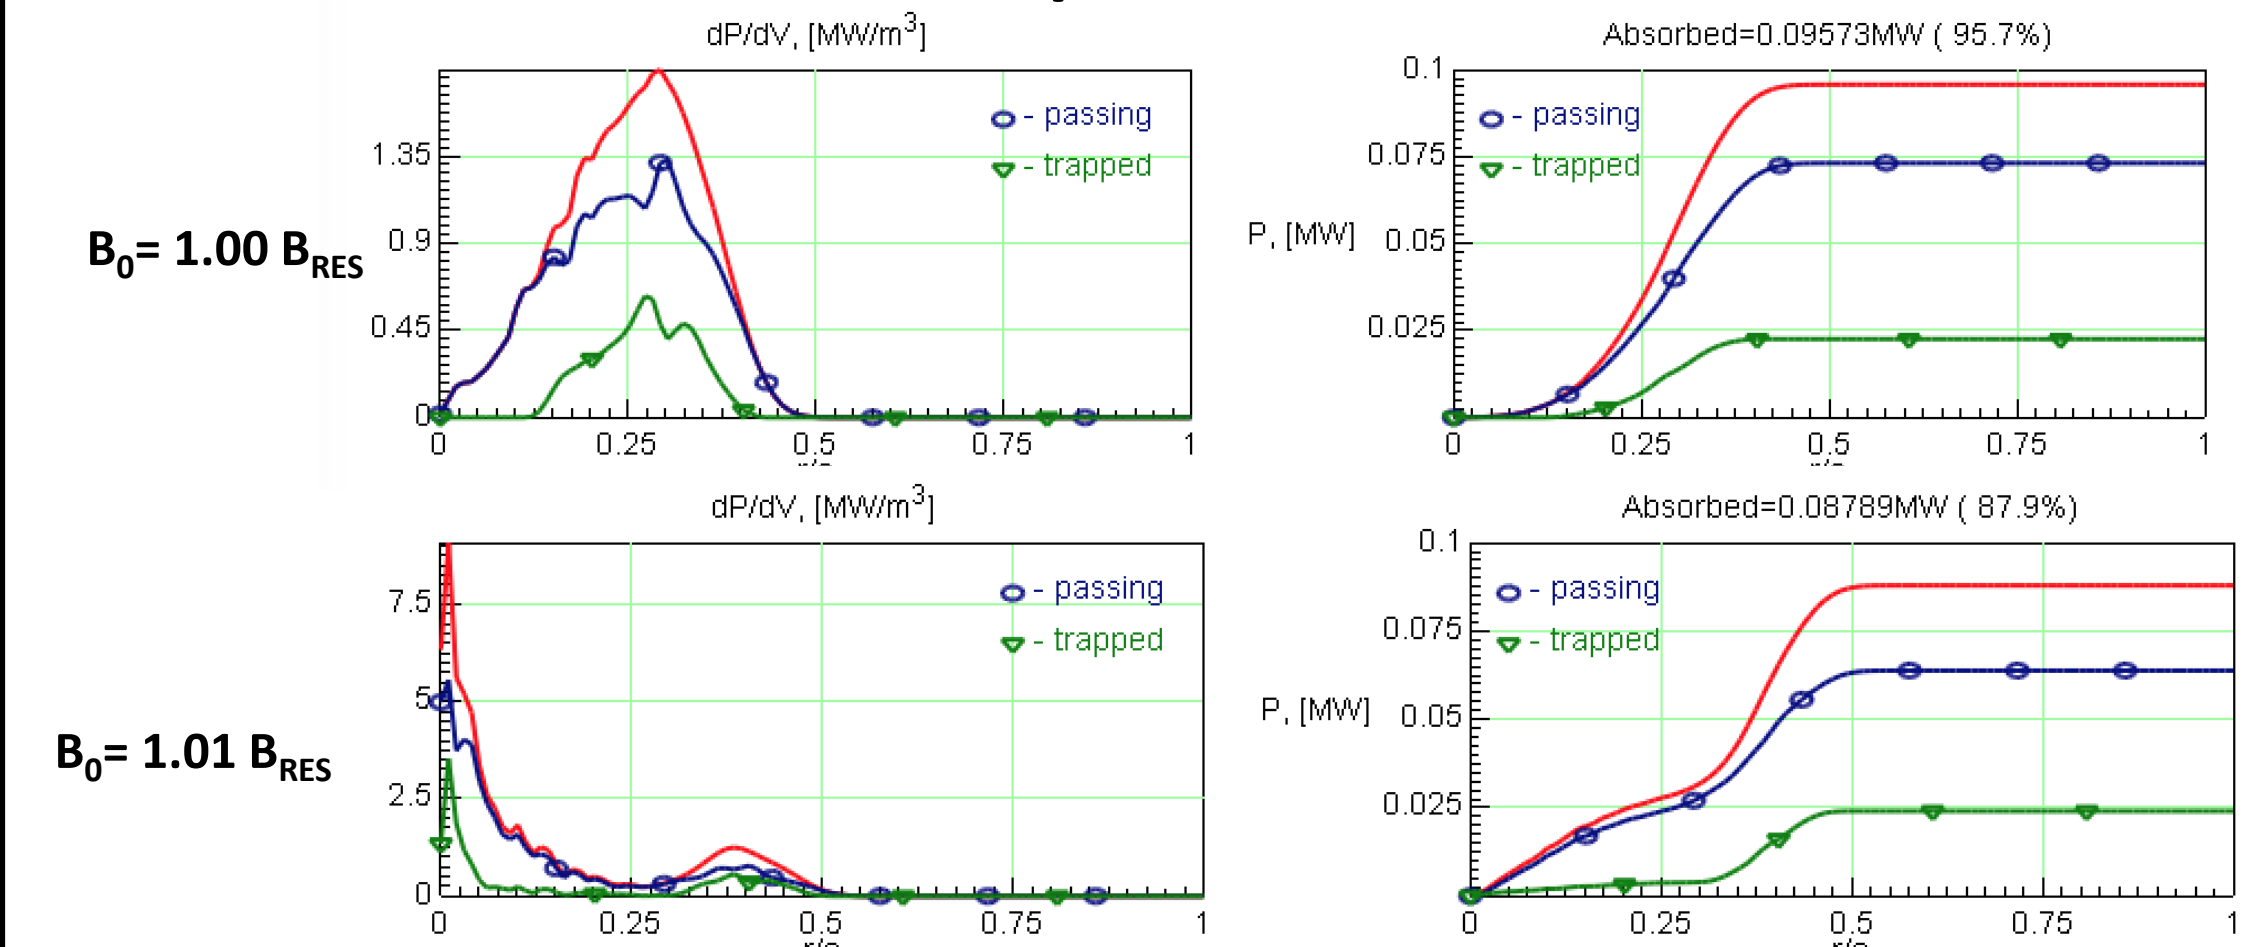 B0= 1.00 BRES
dP/dV, [MW/m3]
1.35
0.9
0.45
0
0 0.25 0.5 0.75 1
- passing
- trapped
Absorbed=0.09573MW ( 95.7%)
P, [MW]
0.1
0.075
0.05
0.025
0 0.25 0.5 0.75 1
- passing
- trapped
B0= 1.01 BRES
dP/dV, [MW/m3]
7.5
5
2.5
0
0 0.25 0.5 0.75 1
- passing
- trapped
Absorbed=0.08789MW ( 87.9%)
P, [MW]
0.1
0.075
0.05
0.025
0 0.25 0.5 0.75 1
- passing
- trapped